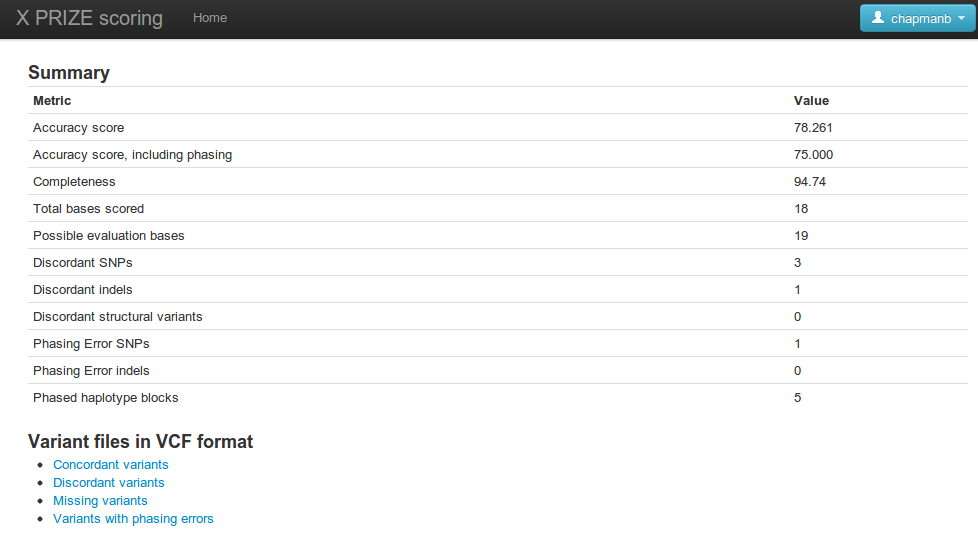 X PRIZE scoring Home chapmanb
Summary
Metric Value
Accuracy score 78.261
Accuracy score, including phasing 75.000
Completeness 94.74
Total bases scored 18
Possible evaluation bases 19
Discordant SNPs 3
Discordant indels 1
Discordant structural variants 0
Phasing Error SNPs 1
Phasing Error indels 0
Phased haplotype blocks 5
Variant files in VCF format
Concordant variants
Discordant variants
Missing variants
Variants with phasing errors